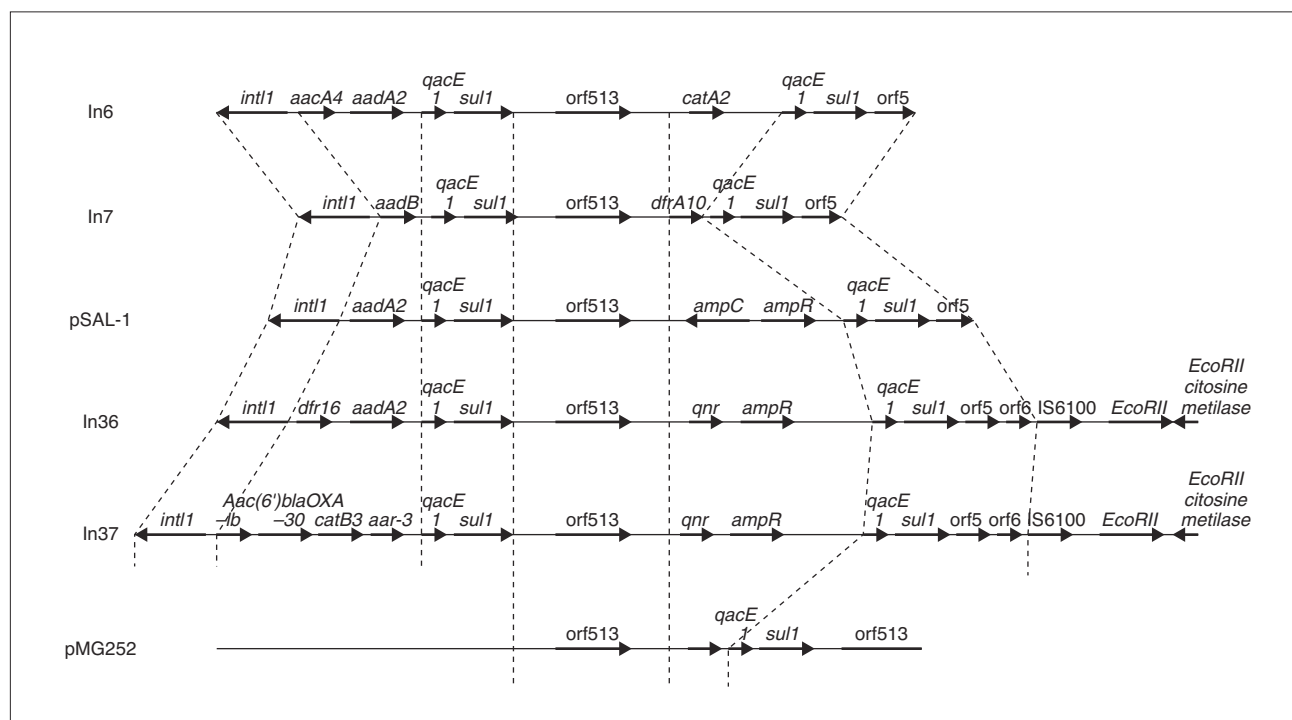 qacE qacE
In6 intI1 aacA4 aadA2 1 sul1 orf513 catA2 1 sul1 orf5
qacE qacE
In7 intI1 aadB 1 sul1 orf513 dfrA10 1 sul1 orf5
qacE qacE
pSAL-1 intI1 aadA2 1 sul1 orf513 ampC ampR 1 sul1 orf5
EcoRII
qacE qacE citosine
In36 intI1 dfr16 aadA2 1 sul1 orf513 qnr ampR 1 sul1 orf5 orf6 IS6100 EcoRII metilase
EcoRII
Aac(6')blaOXA qacE qacE citosine
In37 intI1 –Ib –30 catB3 aar-3 1 sul1 orf513 qnr ampR 1 sul1 orf5 orf6 IS6100 EcoRII metilase
qacE
pMG252 orf513 1 sul1 orf513